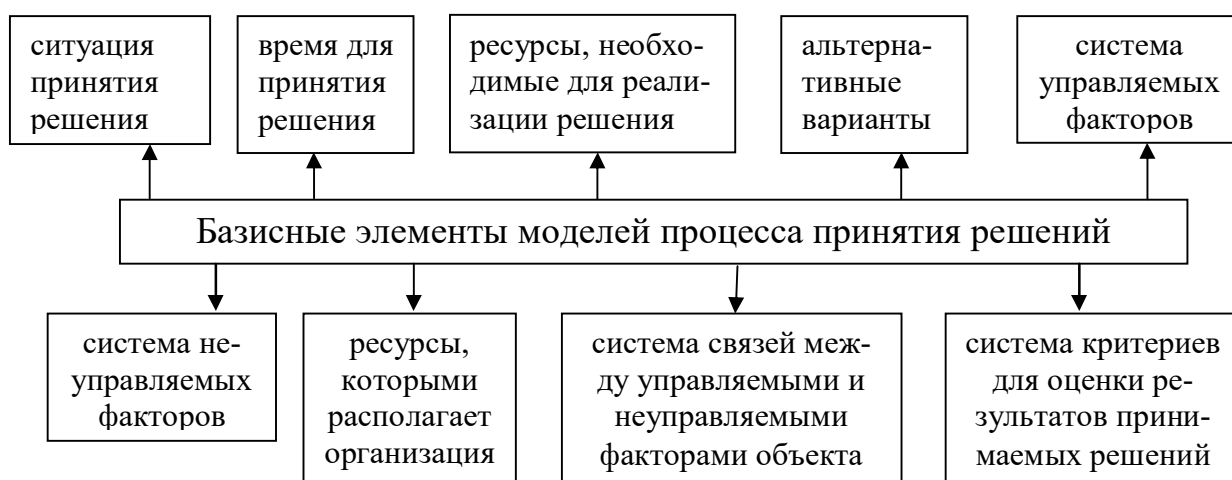 ситуация
принятия
решения
время для
принятия
решения
ресурсы, необхо-
димые для реали-
зации решения
альтерна-
тивные
варианты
система
управляемых
факторов
Базисные элементы моделей процесса принятия решений
система не-
управляемых
факторов
ресурсы,
которыми
располагает
организация
система связей меж-
ду управляемыми и
неуправляемыми
факторами объекта
система критериев
для оценки ре-
зультатов прини-
маемых решений